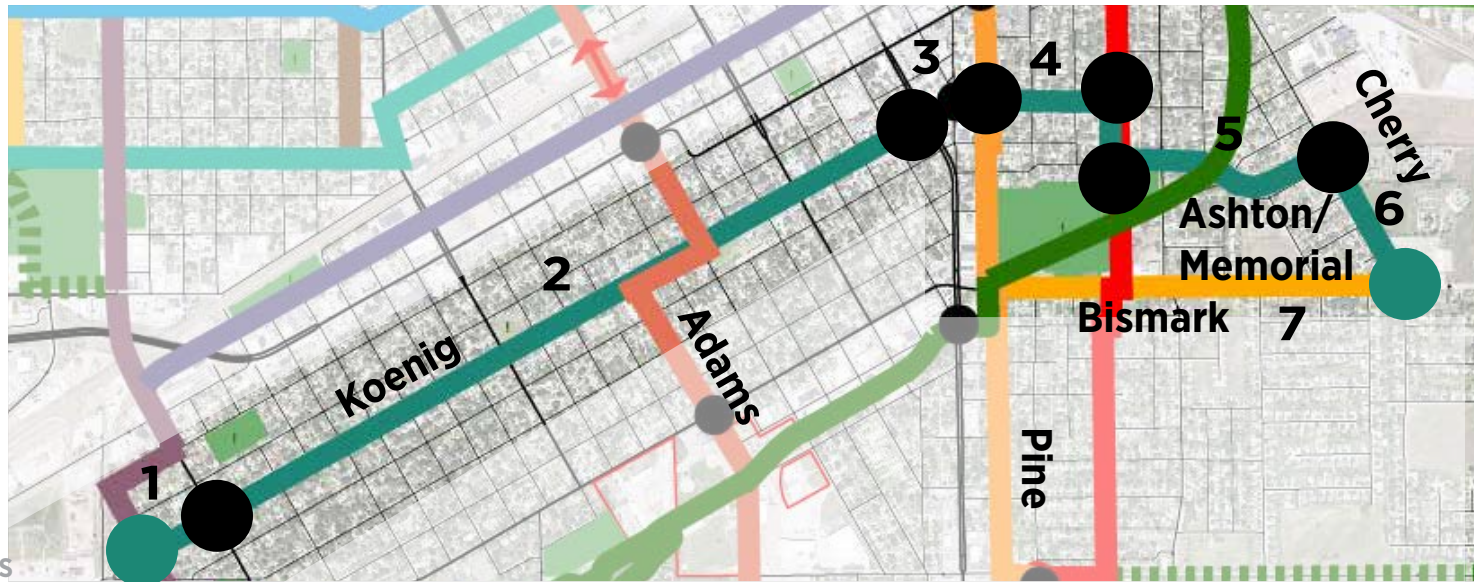 3
4
Cherry
5
6
Ashton/
Memorial
2
Bismark
7
Koenig
Adams
Pine
1
s